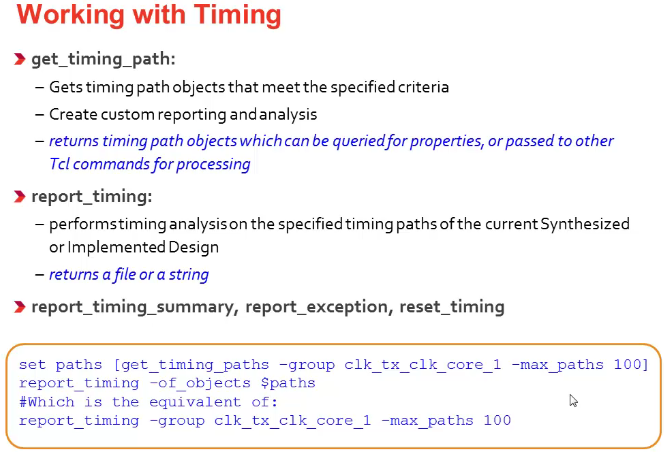 Working with Timing
get_timing_path:
– Gets timing path objects that meet the specified criteria
– Create custom reporting and analysis
– returns timing path objects which can be queried for properties, or passed to other
Tcl commands for processing
report_timing:
– performs timing analysis on the specified timing paths of the current Synthesized
or Implemented Design
– returns a file or a string
report_timing_summary, report_exception, reset_timing
set paths [get_timing_paths -group clk_tx_clk_core_1 -max_paths 100]
report_timing -of_objects $paths
#Which is the equivalent of:
report_timing -group clk_tx_clk_core_1 -max_paths 100